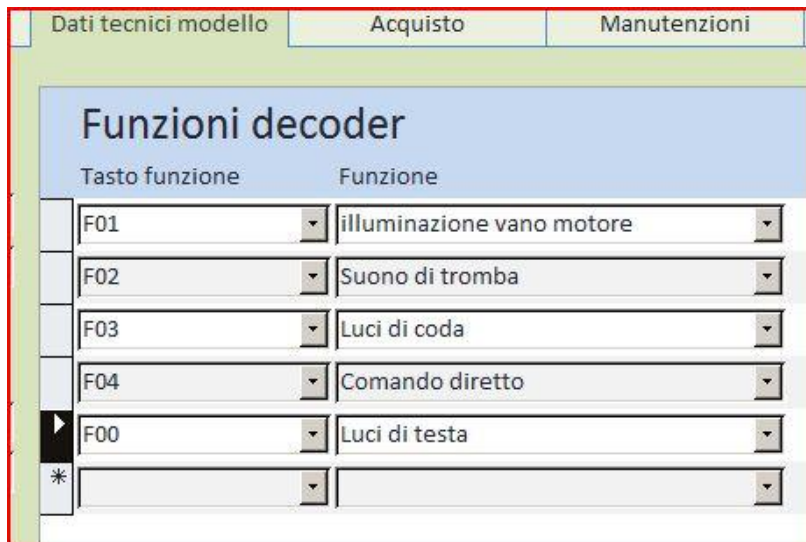 Dati tecnici modello Acquisto Manutenzioni
Funzioni decoder
Tasto funzione Funzione
F01 illuminazione vano motore
F02 Suono di tromba
F03 Luci di coda
F04 Comando diretto
F00 Luci di testa
*